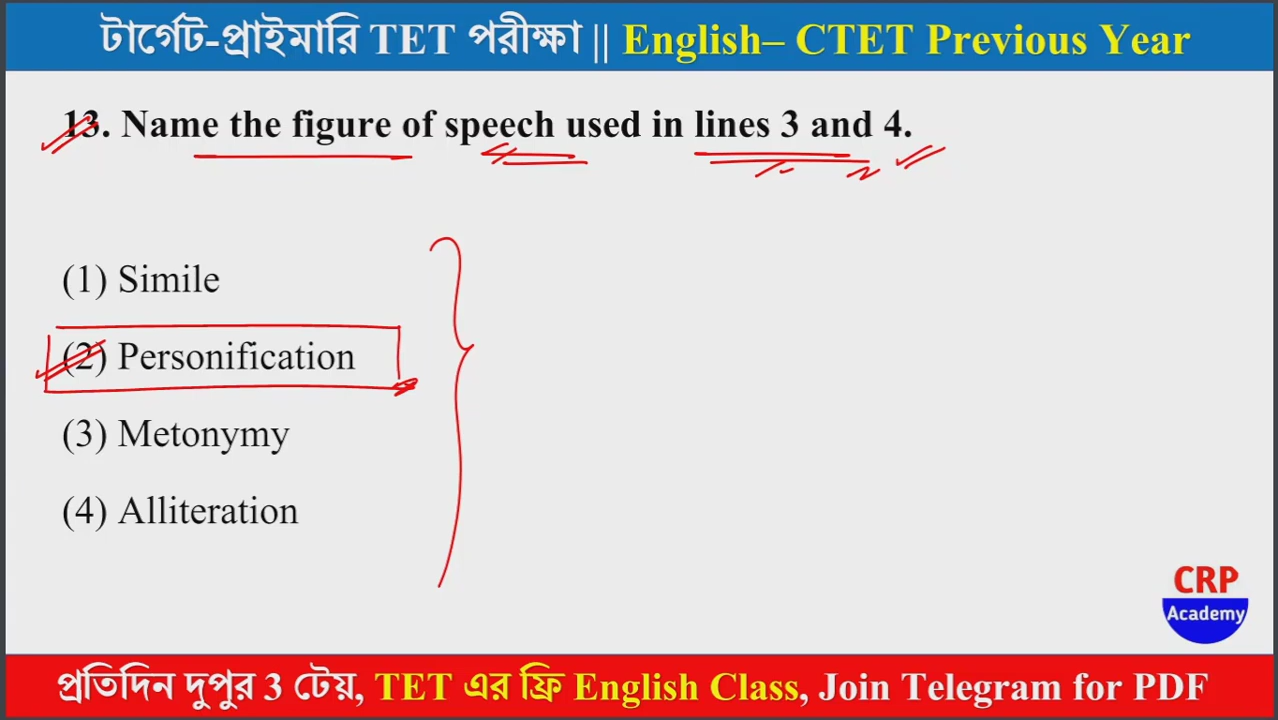 টার্গেট-প্রাইমারি TET পরীক্ষা || English– CTET Previous Year
13. Name the figure of speech used in lines 3 and 4.
(1) Simile
(2) Personification
(3) Metonymy
(4) Alliteration
CRP
Academy
প্রতিদিন দুপুর 3 টেয়, TET এর ফ্রি English Class, Join Telegram for PDF